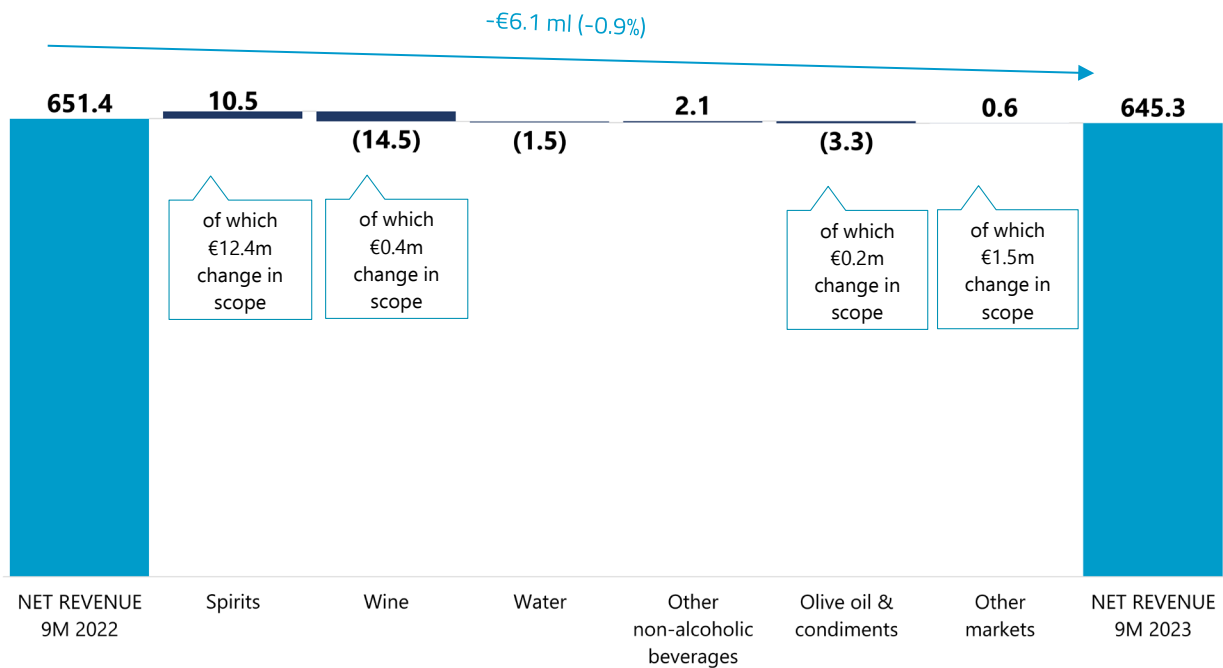 -€6.1 ml (-0.9%)
651.4
10.5
(14.5)
(1.5)
2.1
(3.3)
0.6
645.3
of which
€12.4m
change in
scope
of which
€0.4m
change in
scope
of which
€0.2m
change in
scope
of which
€1.5m
change in
scope
NET REVENUE
9M 2022
Spirits
Wine
Water
Other
non-alcoholic
beverages
Olive oil &
condiments
Other
markets
NET REVENUE
9M 2023